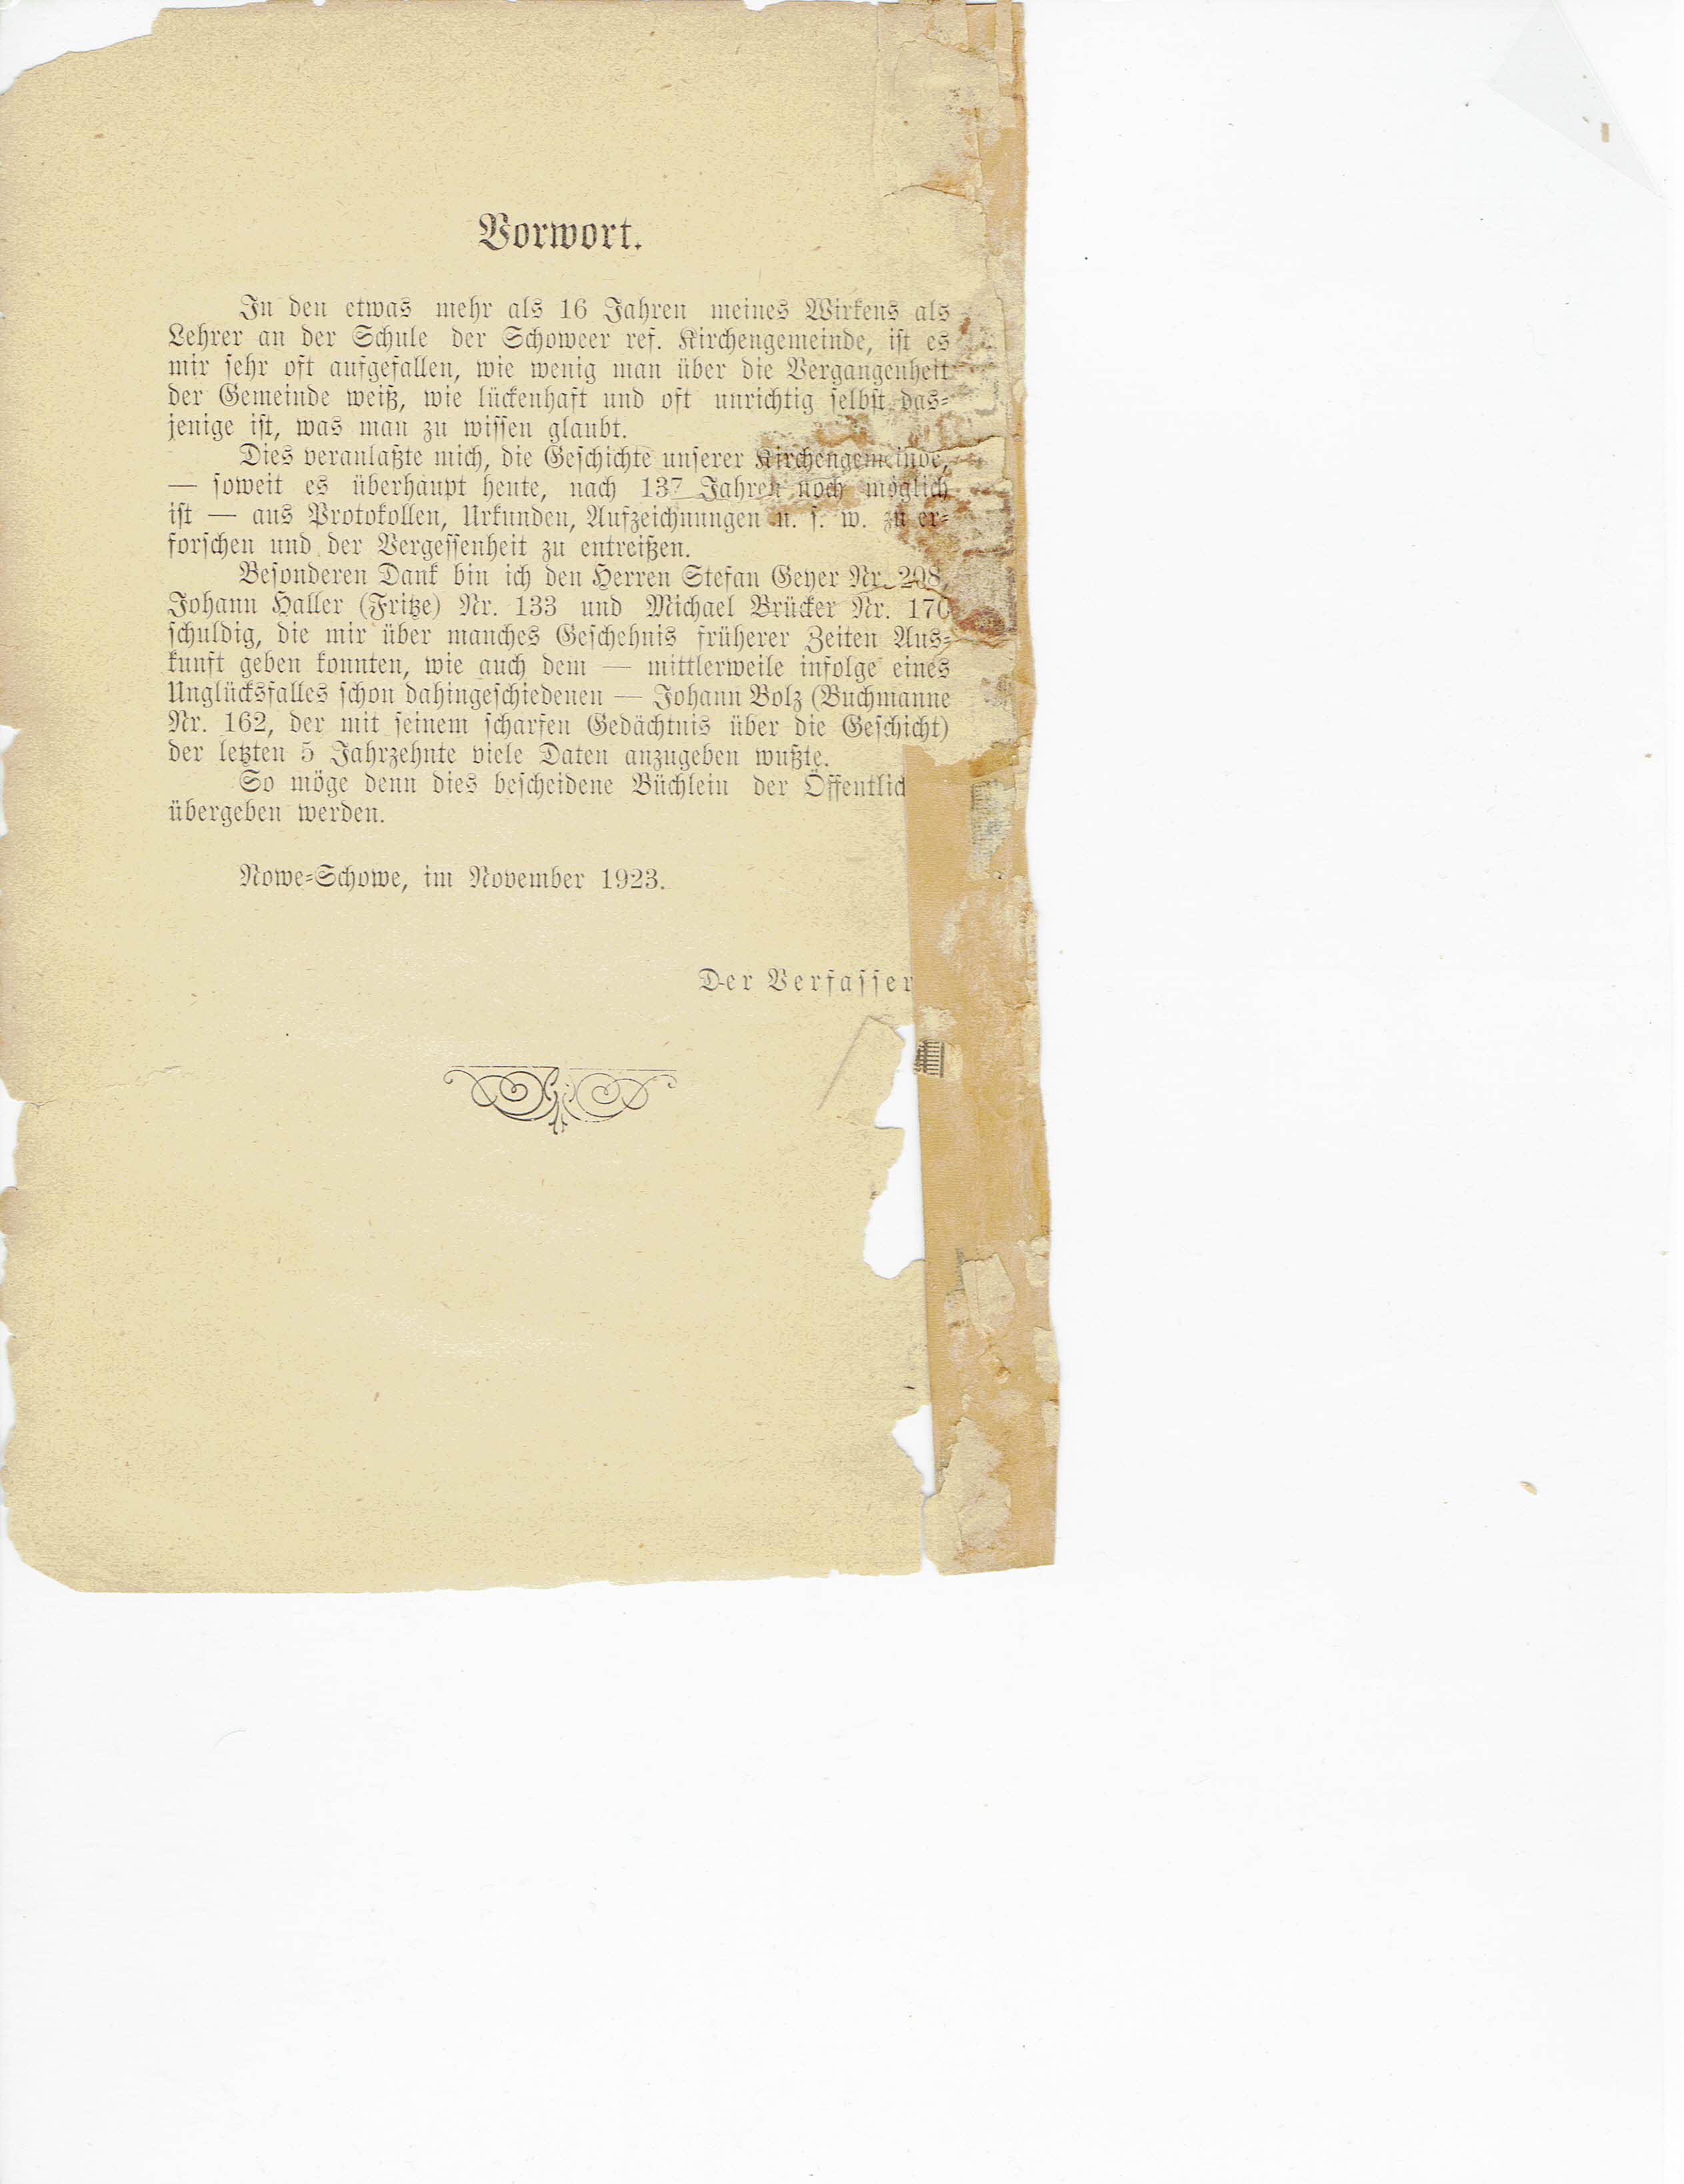 Vorwort.
In den etwas mehr als 16 Jahren meines Wirkens als
Lehrer an der Schule der Schoweer ref. Kirchengemeinde, ist es
mir sehr oft aufgefallen, wie wenig man über die Vergangenheit
der Gemeinde weiß, wie lückenhaft und oft unrichtig selbst das-
jenige ist, was man zu wissen glaubt.
Dies veranlaßte mich, die Geschichte unserer Kirchengemeinde,
— soweit es überhaupt heute, nach 137 Jahren noch möglich
ist — aus Protokollen, Urkunden, Aufzeichnungen u. s. w. zu er-
forschen und der Vergessenheit zu entreißen.
Besonderen Dank bin ich den Herren Stefan Geyer Nr. 208,
Johann Haller (Fritze) Nr. 133 und Michael Brücker Nr. 170
schuldig, die mir über manches Geschehnis früherer Zeiten Aus-
kunft geben konnten, wie auch dem — mittlerweile infolge eines
Unglücksfalles schon dahingeschiedenen — Johann Bolz (Buchmanne
Nr. 162, der mit seinem scharfen Gedächtnis über die Geschicht)
der letzten 5 Jahrzehnte viele Daten anzugeben wußte.
So möge denn dies bescheidene Büchlein der Öffentlich
übergeben werden.
Nowe-Schowe, im November 1923.
Der Verfasser